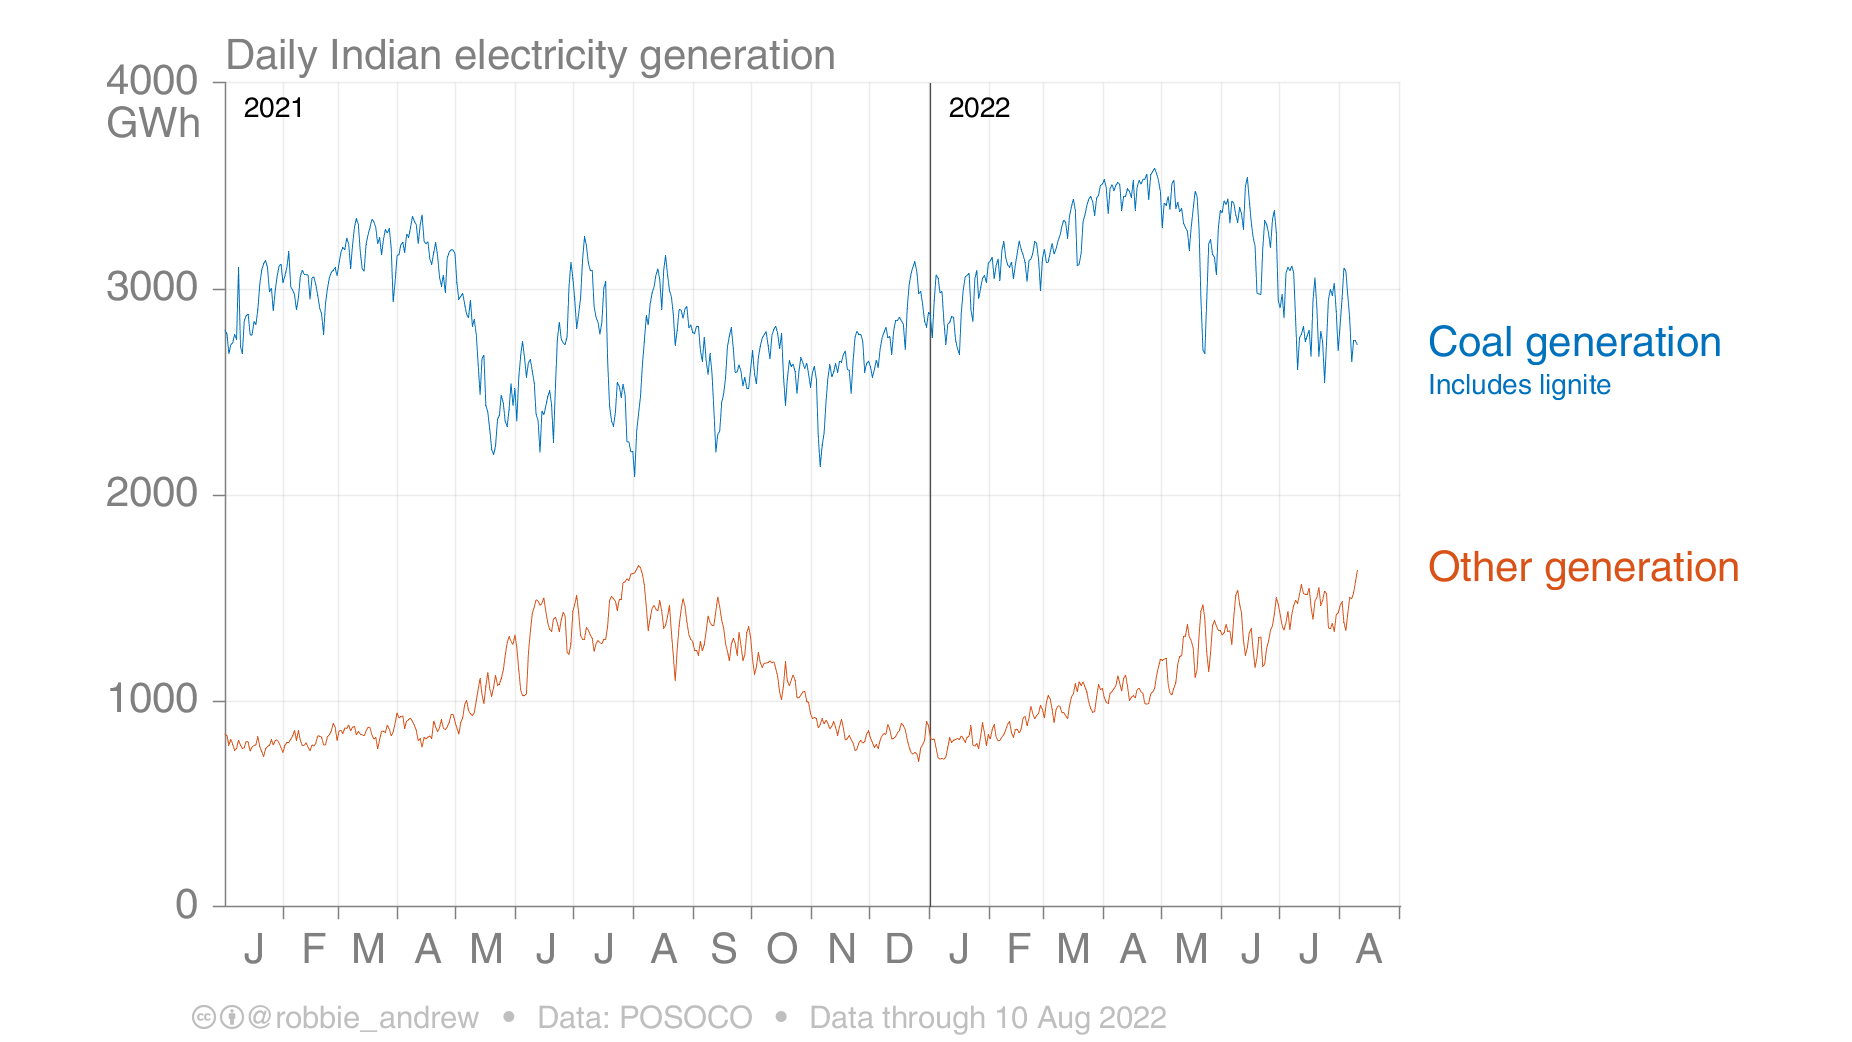 Daily Indian electricity generation
4000
GWh
2021
2022
3000
2000
1000
0
Coal generation
Includes lignite
Other generation
J F M A M J J A S O N D J F M A M J J A
cc @robbie_andrew • Data: POSOCO • Data through 10 Aug 2022